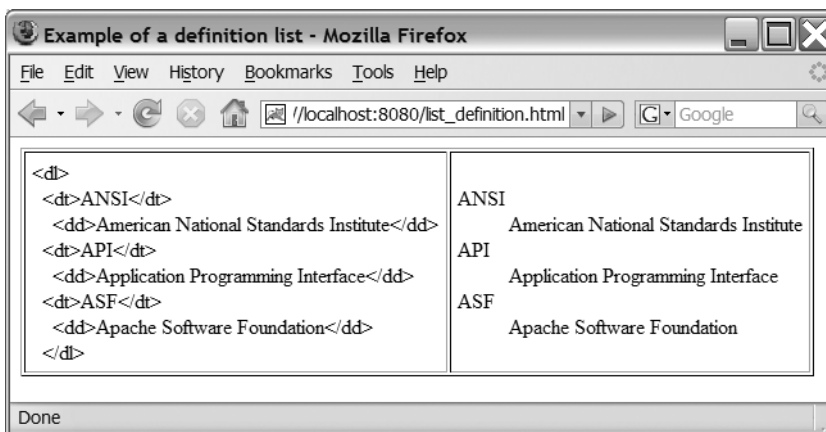 Example of a definition list - Mozilla Firefox
File Edit View History Bookmarks Tools Help
//localhost:8080/list_definition.html G Google
<dl>
<dt>ANSI</dt>
<dd>American National Standards Institute</dd>
<dt>API</dt>
<dd>Application Programming Interface</dd>
<dt>ASF</dt>
<dd>Apache Software Foundation</dd>
</dl>
ANSI
American National Standards Institute
API
Application Programming Interface
ASF
Apache Software Foundation
Done